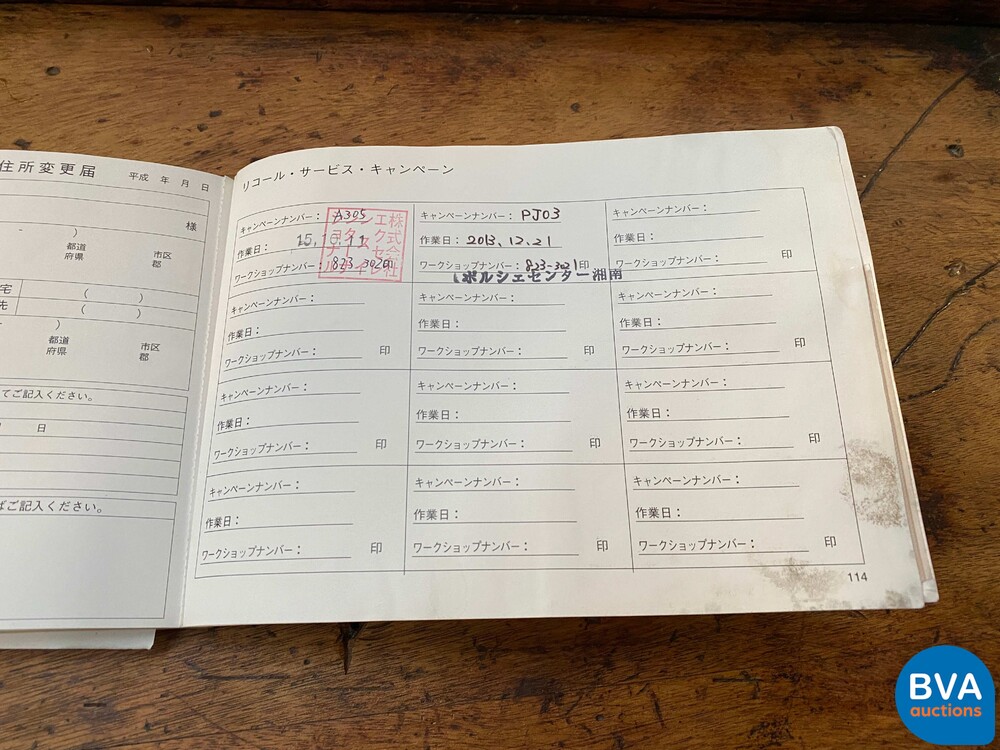 住所変更届 平成 年 月 日
様
- )
都道
府県
市区
郡
宅 ( )
先 ( )
- )
都道
府県
市区
郡
てご記入ください。
日
ばご記入ください。
リコール・サービス・キャンペーン
キャンペーンナンバー： A305
作業日： 15.10.11
ワークショップナンバー： 印
株式会社
キャンペーンナンバー： PJ03
作業日： 2013.12.21
ワークショップナンバー： 823-301 印
ポルシェセンター湘南
キャンペーンナンバー：
作業日：
ワークショップナンバー： 印
キャンペーンナンバー：
作業日：
ワークショップナンバー： 印
キャンペーンナンバー：
作業日：
ワークショップナンバー： 印
キャンペーンナンバー：
作業日：
ワークショップナンバー： 印
キャンペーンナンバー：
作業日：
ワークショップナンバー： 印
キャンペーンナンバー：
作業日：
ワークショップナンバー： 印
キャンペーンナンバー：
作業日：
ワークショップナンバー： 印
キャンペーンナンバー：
作業日：
ワークショップナンバー： 印
キャンペーンナンバー：
作業日：
ワークショップナンバー： 印
キャンペーンナンバー：
作業日：
ワークショップナンバー： 印
114
BVA
auctions